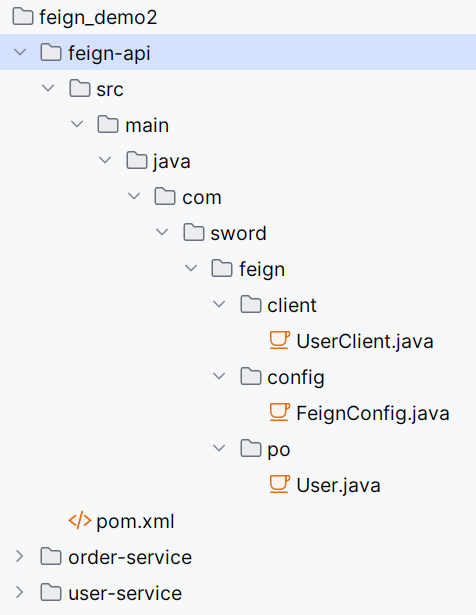 feign_demo2
feign-api
src
main
java
com
sword
feign
client
UserClient.java
config
FeignConfig.java
po
User.java
</> pom.xml
order-service
user-service